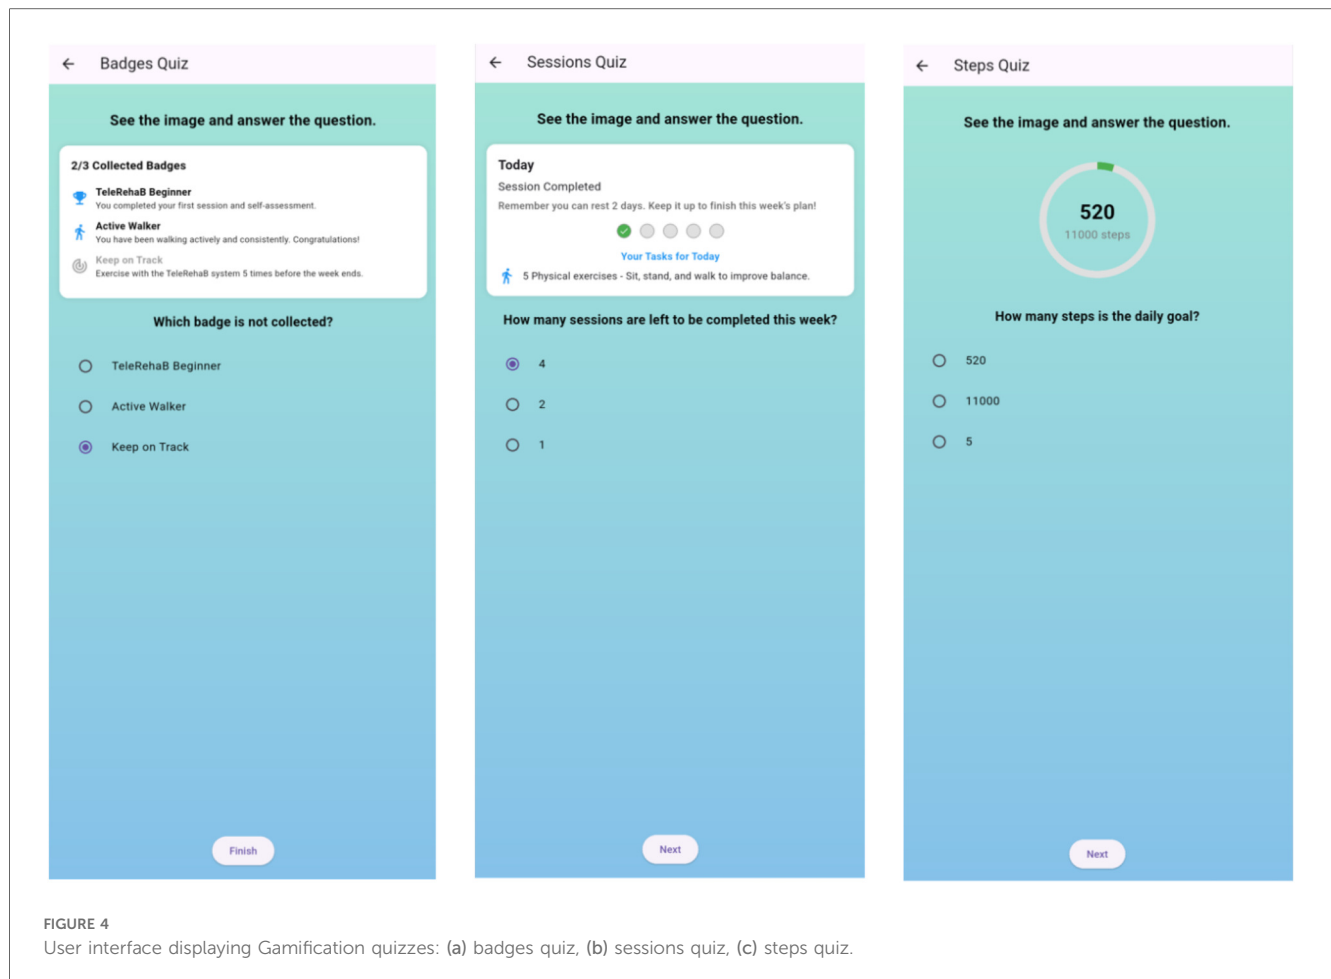 Badges Quiz
See the image and answer the question.
2/3 Collected Badges
TeleRehaB Beginner
You completed your first session and self-assessment.
Active Walker
You have been walking actively and consistently. Congratulations!
Keep on Track
Exercise with the TeleRehaB system 5 times before the week ends.
Which badge is not collected?
TeleRehaB Beginner
Active Walker
Keep on Track
Finish
Sessions Quiz
See the image and answer the question.
Today
Session Completed
Remember you can rest 2 days. Keep it up to finish this week's plan!
Your Tasks for Today
5 Physical exercises - Sit, stand, and walk to improve balance.
How many sessions are left to be completed this week?
4
2
1
Next
Steps Quiz
See the image and answer the question.
520
11000 steps
How many steps is the daily goal?
520
11000
5
Next
FIGURE 4
User interface displaying Gamification quizzes: (a) badges quiz, (b) sessions quiz, (c) steps quiz.